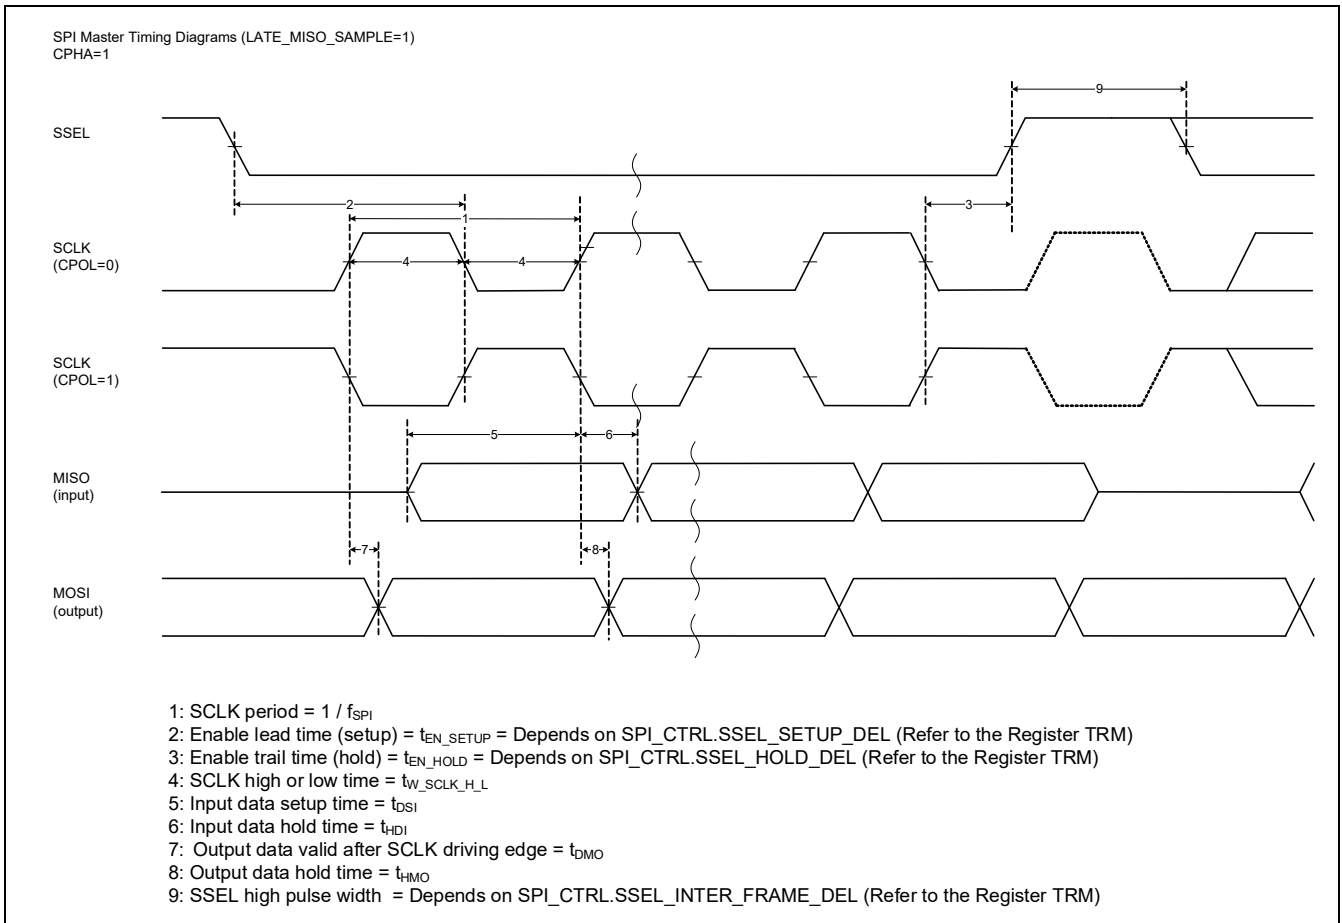 SPI Master Timing Diagrams (LATE_MISO_SAMPLE=1)
CPHA=1
9
SSEL
2
3
1
SCLK
(CPOL=0)
4
4
SCLK
(CPOL=1)
5
6
MISO
(input)
7
8
MOSI
(output)
1: SCLK period = 1 / fSPI
2: Enable lead time (setup) = tEN_SETUP = Depends on SPI_CTRL.SSEL_SETUP_DEL (Refer to the Register TRM)
3: Enable trail time (hold) = tEN_HOLD = Depends on SPI_CTRL.SSEL_HOLD_DEL (Refer to the Register TRM)
4: SCLK high or low time = tW_SCLK_H_L
5: Input data setup time = tDSI
6: Input data hold time = tHDI
7: Output data valid after SCLK driving edge = tDMO
8: Output data hold time = tHMO
9: SSEL high pulse width = Depends on SPI_CTRL.SSEL_INTER_FRAME_DEL (Refer to the Register TRM)